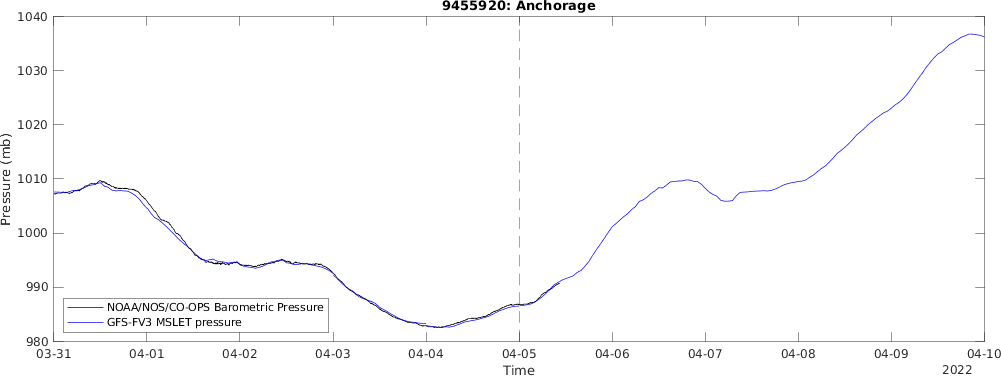 9455920: Anchorage
1040
1030
1020
1010
1000
990
980
Pressure (mb)
NOAA/NOS/CO-OPS Barometric Pressure
GFS-FV3 MSLET pressure
03-31 04-01 04-02 04-03 04-04 04-05 04-06 04-07 04-08 04-09 04-10
Time
2022